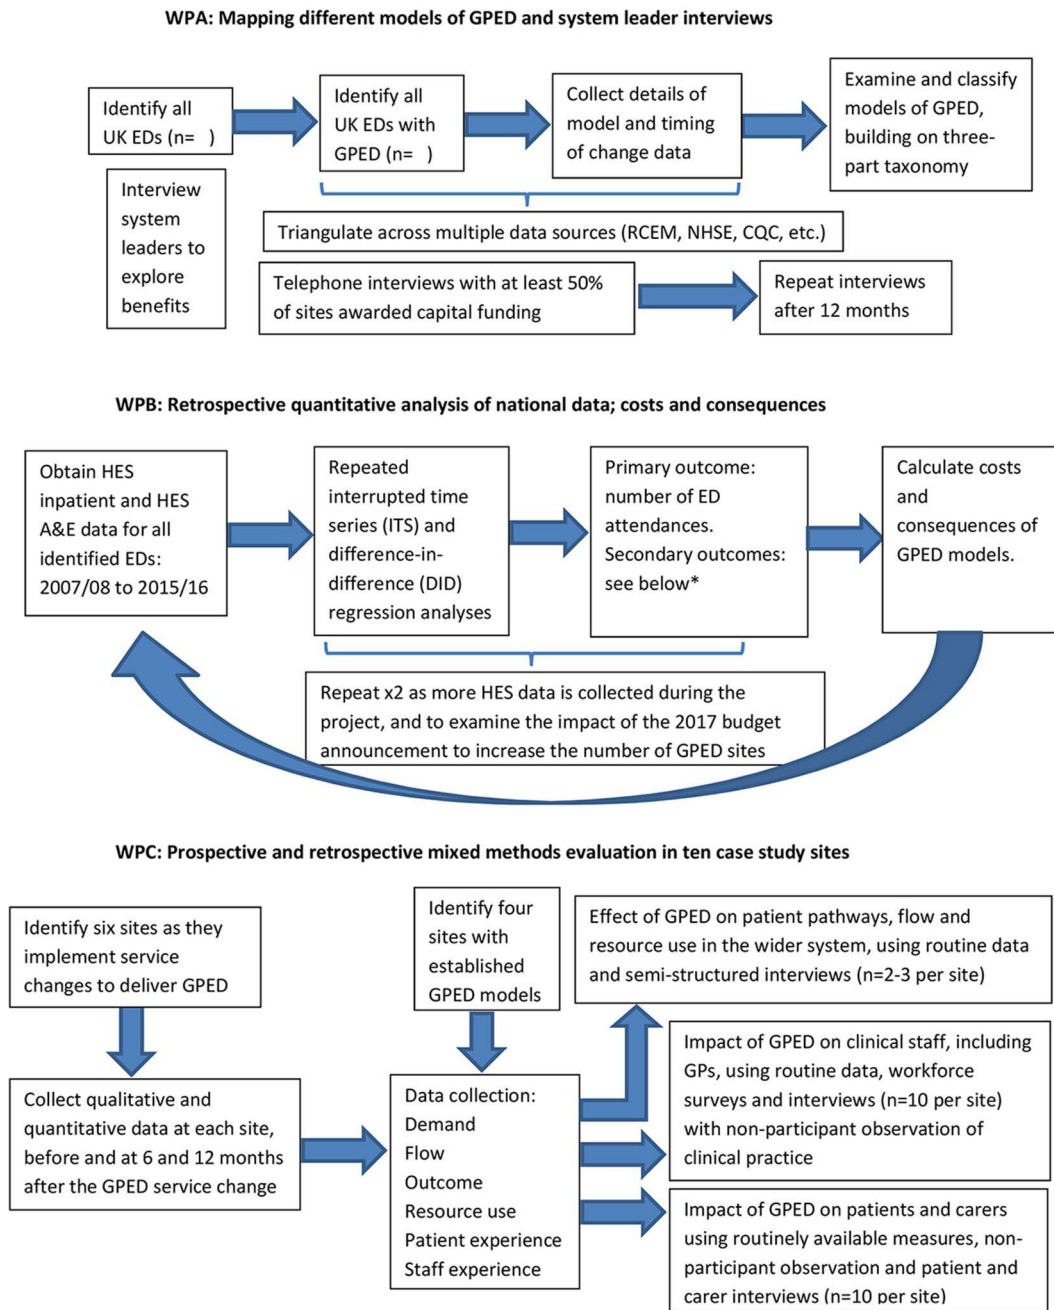 WPA: Mapping different models of GPED and system leader interviews
Identify all
UK EDs (n=   )
Identify all
UK EDs with
GPED (n=   )
Collect details of
model and timing
of change data
Examine and classify
models of GPED,
building on three-
part taxonomy
Interview
system
leaders to
explore
benefits
Triangulate across multiple data sources (RCEM, NHSE, CQC, etc.)
Telephone interviews with at least 50%
of sites awarded capital funding
Repeat interviews
after 12 months
WPB: Retrospective quantitative analysis of national data; costs and consequences
Obtain HES
inpatient and HES
A&E data for all
identified EDs:
2007/08 to 2015/16
Repeated
interrupted time
series (ITS) and
difference-in-
difference (DID)
regression analyses
Primary outcome:
number of ED
attendances.
Secondary outcomes:
see below*
Calculate costs
and
consequences of
GPED models.
Repeat x2 as more HES data is collected during the
project, and to examine the impact of the 2017 budget
announcement to increase the number of GPED sites
WPC: Prospective and retrospective mixed methods evaluation in ten case study sites
Identify six sites as they
implement service
changes to deliver GPED
Identify four
sites with
established
GPED models
Effect of GPED on patient pathways, flow and
resource use in the wider system, using routine data
and semi-structured interviews (n=2-3 per site)
Collect qualitative and
quantitative data at each site,
before and at 6 and 12 months
after the GPED service change
Data collection:
Demand
Flow
Outcome
Resource use
Patient experience
Staff experience
Impact of GPED on clinical staff, including
GPs, using routine data, workforce
surveys and interviews (n=10 per site)
with non-participant observation of
clinical practice
Impact of GPED on patients and carers
using routinely available measures, non-
participant observation and patient and
carer interviews (n=10 per site)